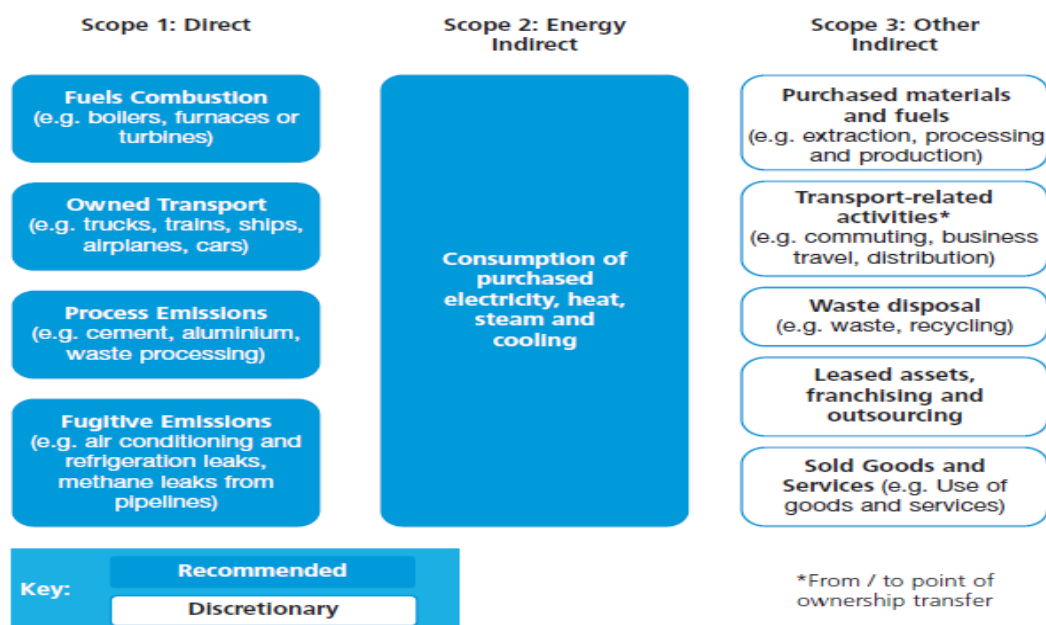 Scope 1: Direct
Fuels Combustion
(e.g. boilers, furnaces or
turbines)
Owned Transport
(e.g. trucks, trains, ships,
airplanes, cars)
Process Emissions
(e.g. cement, aluminium,
waste processing)
Fugitive Emissions
(e.g. air conditioning and
refrigeration leaks,
methane leaks from
pipelines)
Scope 2: Energy
Indirect
Consumption of
purchased
electricity, heat,
steam and
cooling
Scope 3: Other
Indirect
Purchased materials
and fuels
(e.g. extraction, processing
and production)
Transport-related
activities*
(e.g. commuting, business
travel, distribution)
Waste disposal
(e.g. waste, recycling)
Leased assets,
franchising and
outsourcing
Sold Goods and
Services (e.g. Use of
goods and services)
Key:
Recommended
Discretionary
*From / to point of
ownership transfer